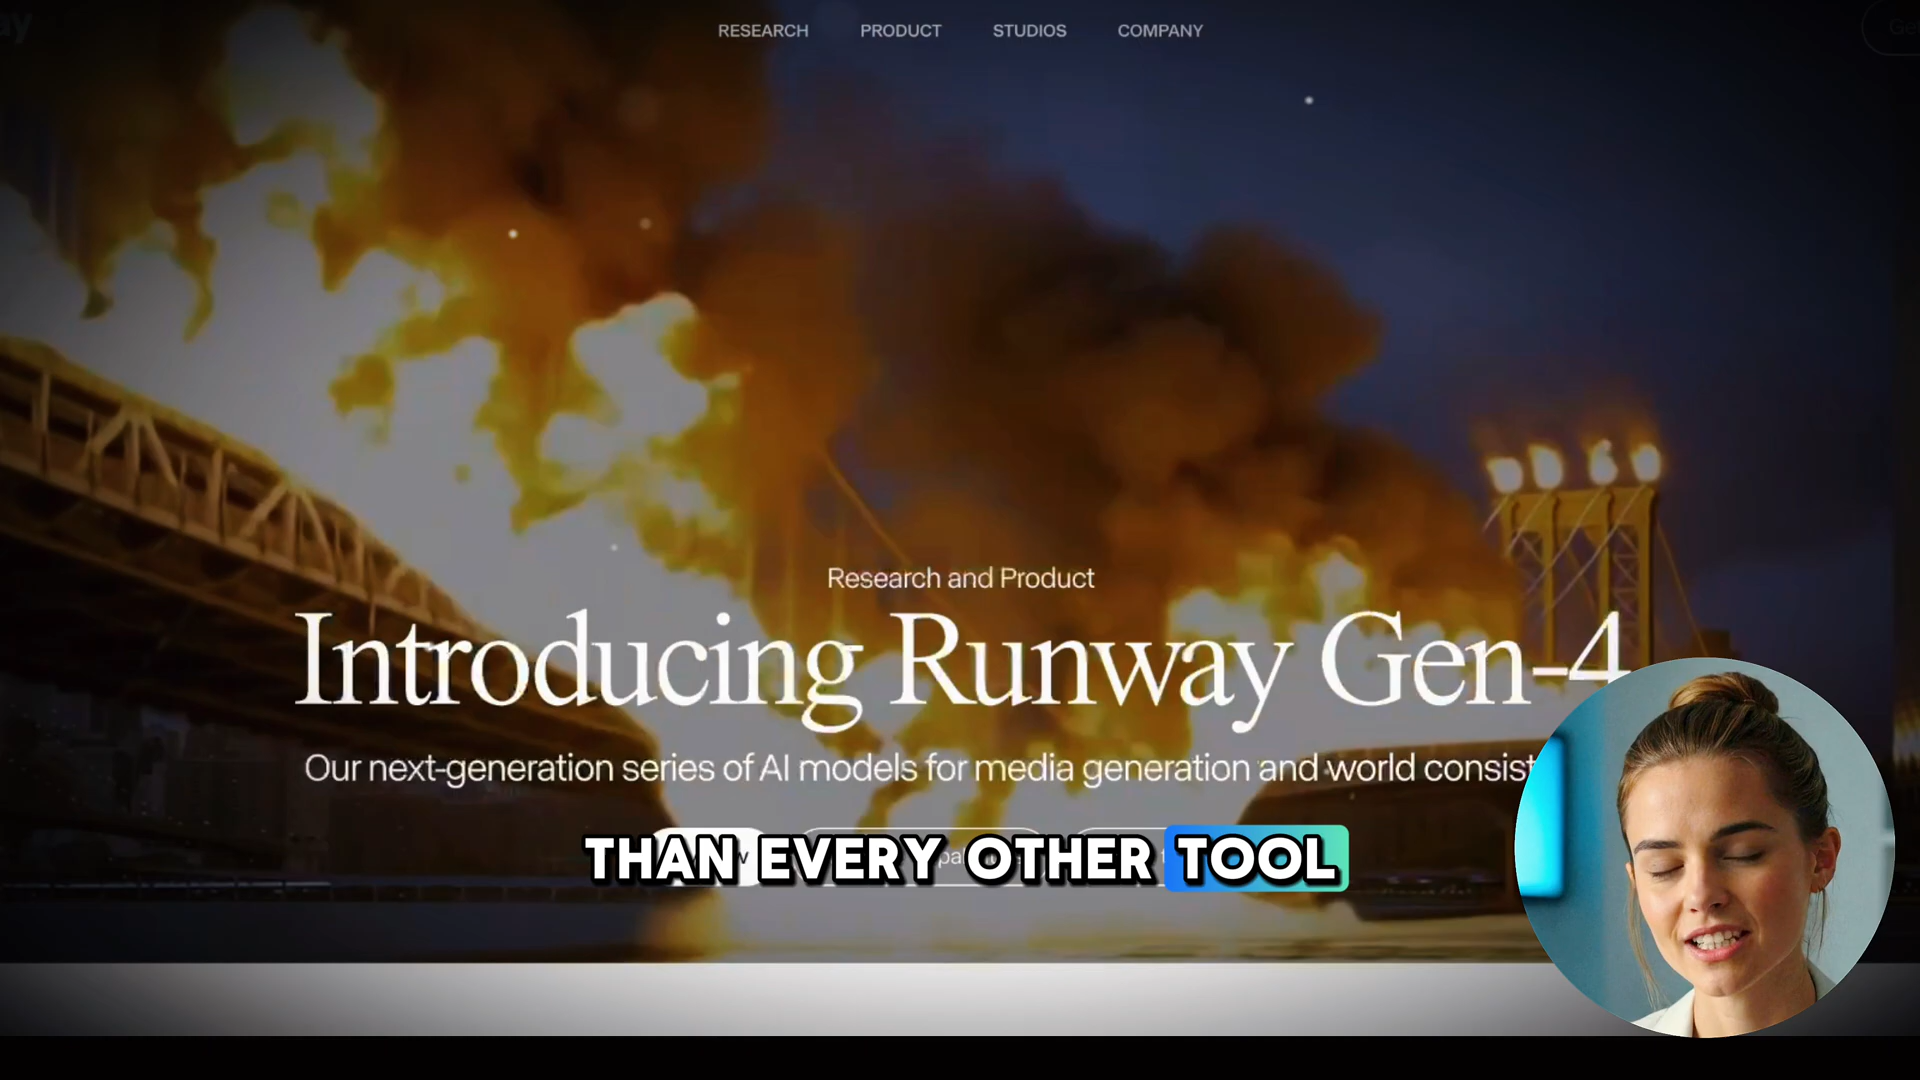 RESEARCH PRODUCT STUDIOS COMPANY
Research and Product
Introducing Runway Gen-4
Our next-generation series of AI models for media generation and world consist
THAN EVERY OTHER TOOL